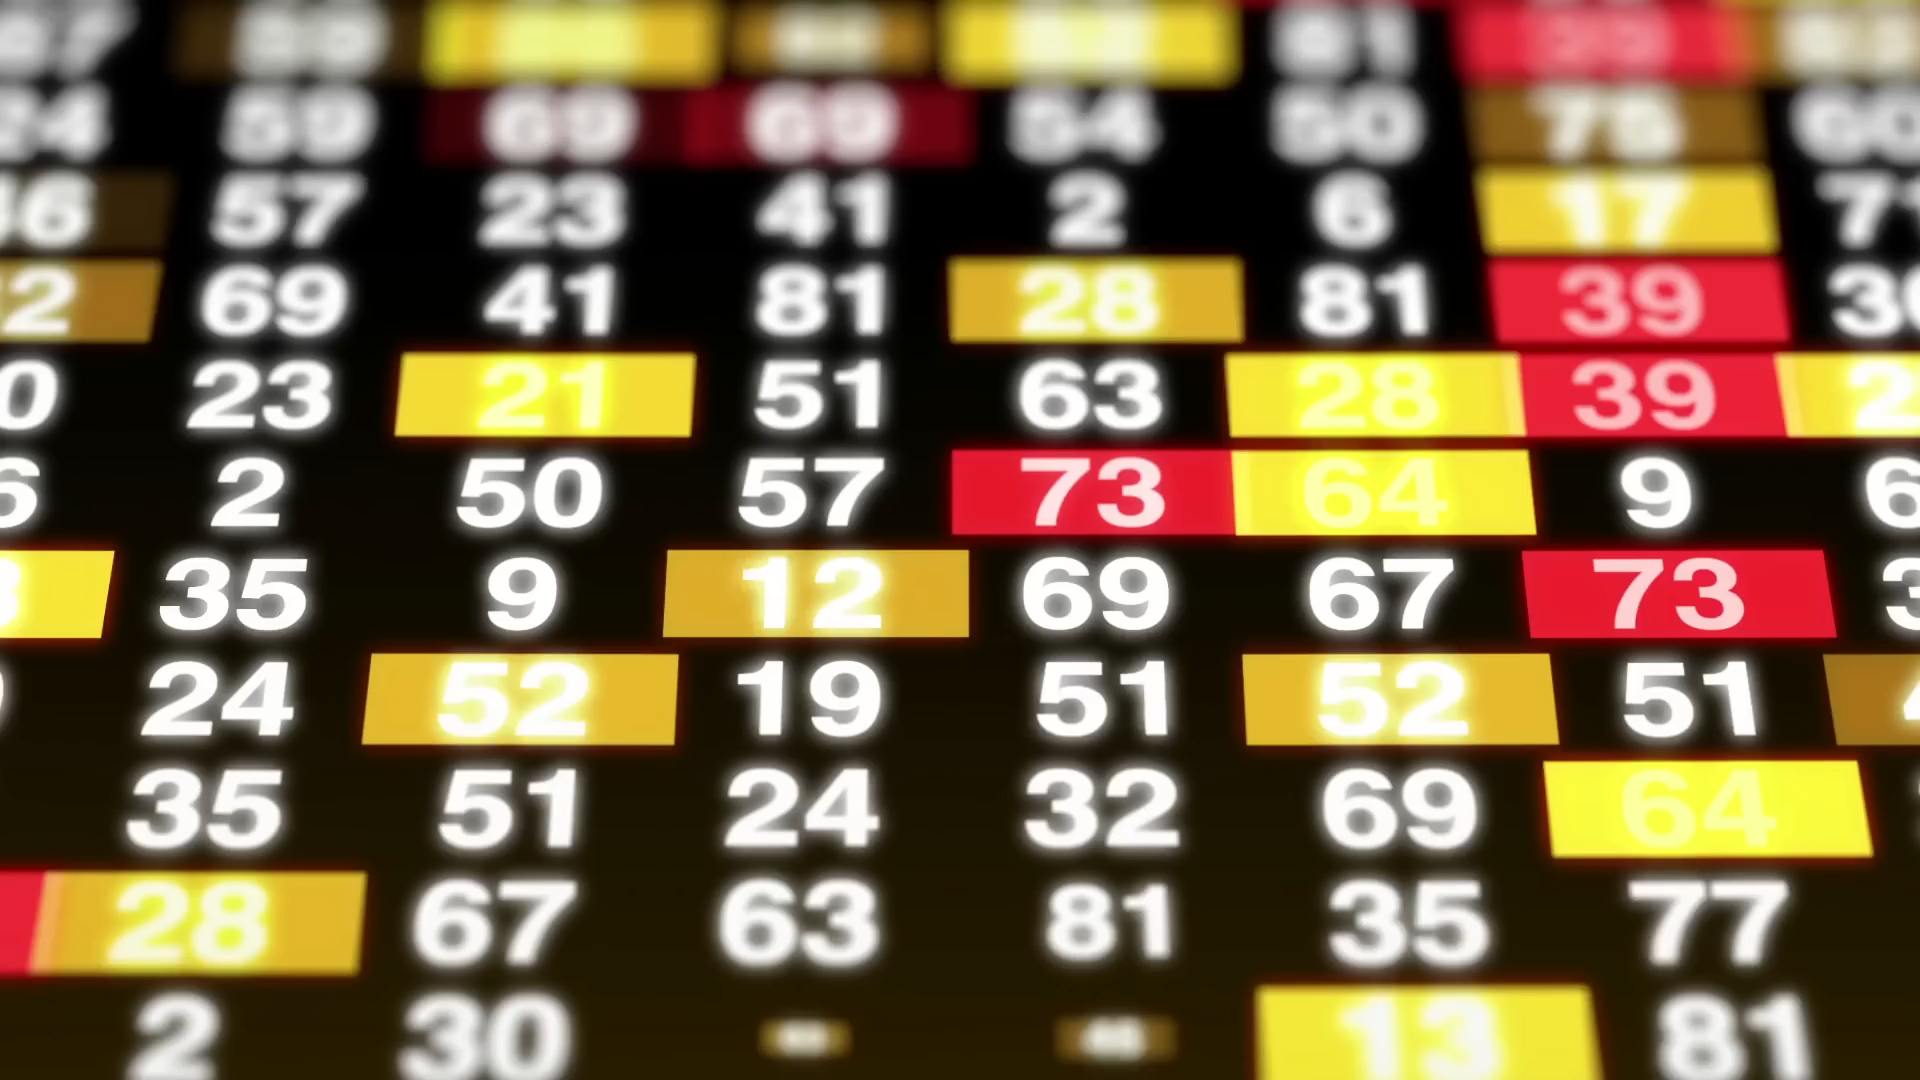 59 69 69 54 50 75
57 23 41 2 6 17
69 41 81 28 81 39
23 21 51 63 28 39
2 50 57 73 64 9
35 9 12 69 67 73
24 52 19 51 52 51
35 51 24 32 69 64
28 67 63 81 35 77
2 30 13 81